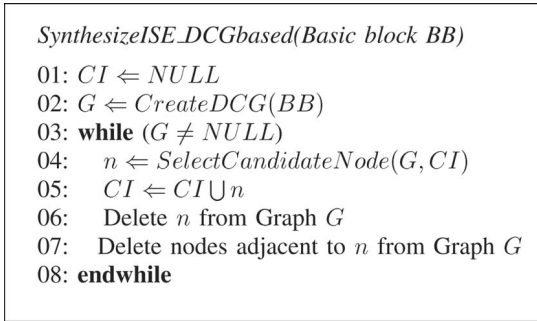 SynthesizeISE_DCGbased(Basic block BB)
01: CI ⇐ NULL
02: G ⇐ CreateDCG(BB)
03: while (G ≠ NULL)
04: n ⇐ SelectCandidateNode(G, CI)
05: CI ⇐ CI ⋃ n
06: Delete n from Graph G
07: Delete nodes adjacent to n from Graph G
08: endwhile